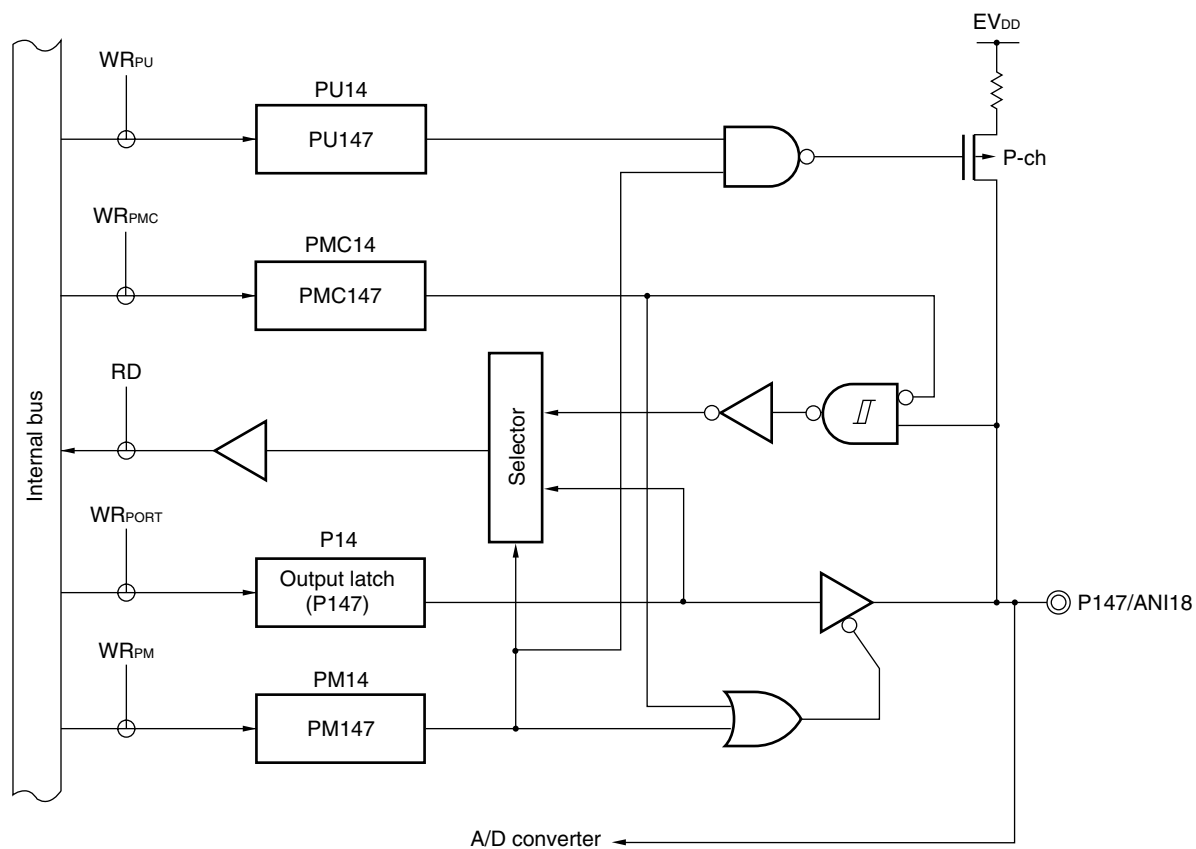 EVDD
WRPU
PU14
PU147
P-ch
WRPMC
PMC14
PMC147
RD
Selector
Internal bus
WRPORT
P14
Output latch
(P147)
P147/ANI18
WRPM
PM14
PM147
A/D converter